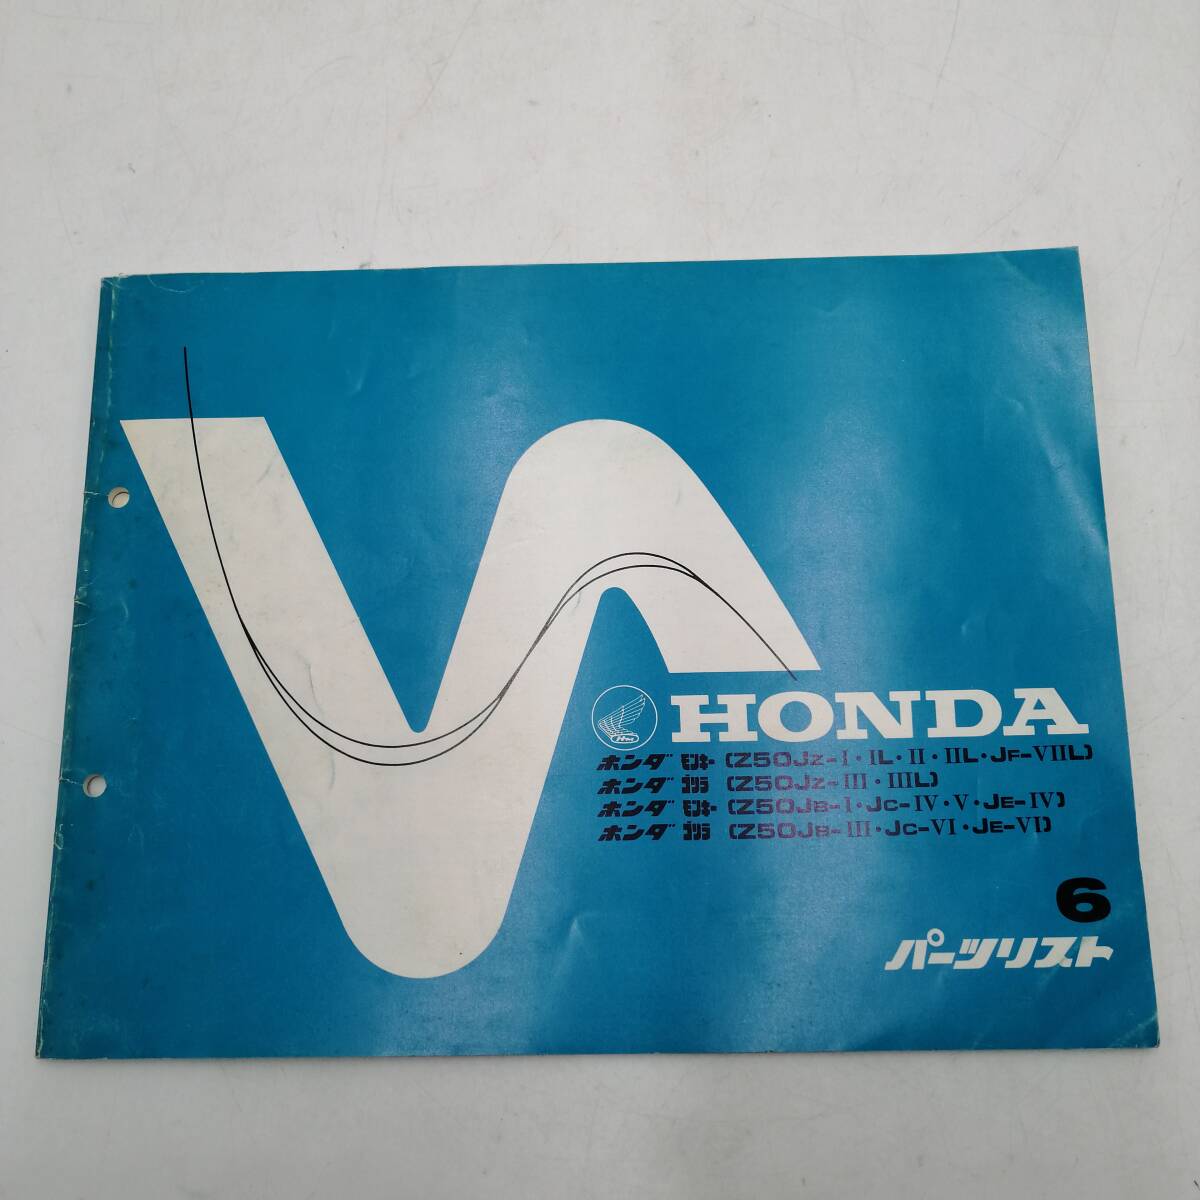 HM
HONDA
ホンダ モンキー (Z50JZ-I・IL・II・IIL・JF-VIIL)
ホンダ ゴリラ (Z50JZ-III・IIIL)
ホンダ モンキー (Z50JB-I・JC-IV・V・JE-IV)
ホンダ ゴリラ (Z50JB-III・JC-VI・JE-VI)
6
パーツリスト